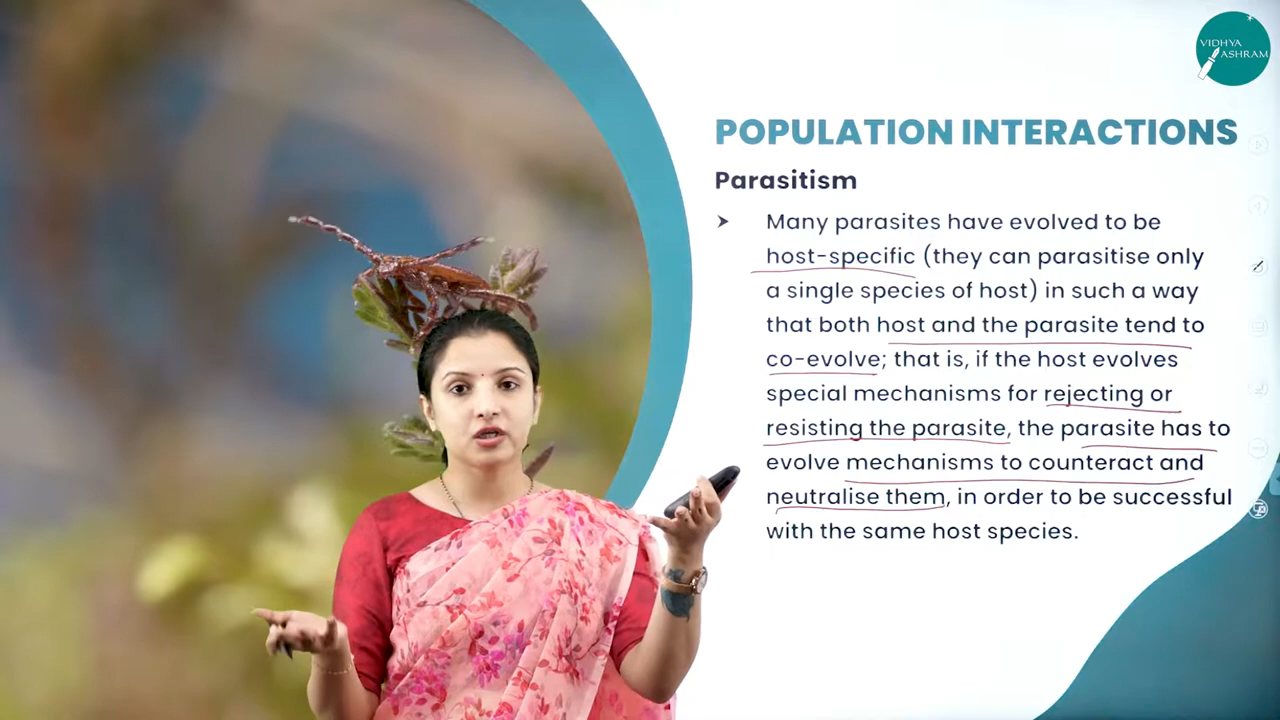 VIDHYA
ASHRAM
POPULATION INTERACTIONS
Parasitism
➤ Many parasites have evolved to be
host-specific (they can parasitise only
a single species of host) in such a way
that both host and the parasite tend to
co-evolve; that is, if the host evolves
special mechanisms for rejecting or
resisting the parasite, the parasite has to
evolve mechanisms to counteract and
neutralise them, in order to be successful
with the same host species.